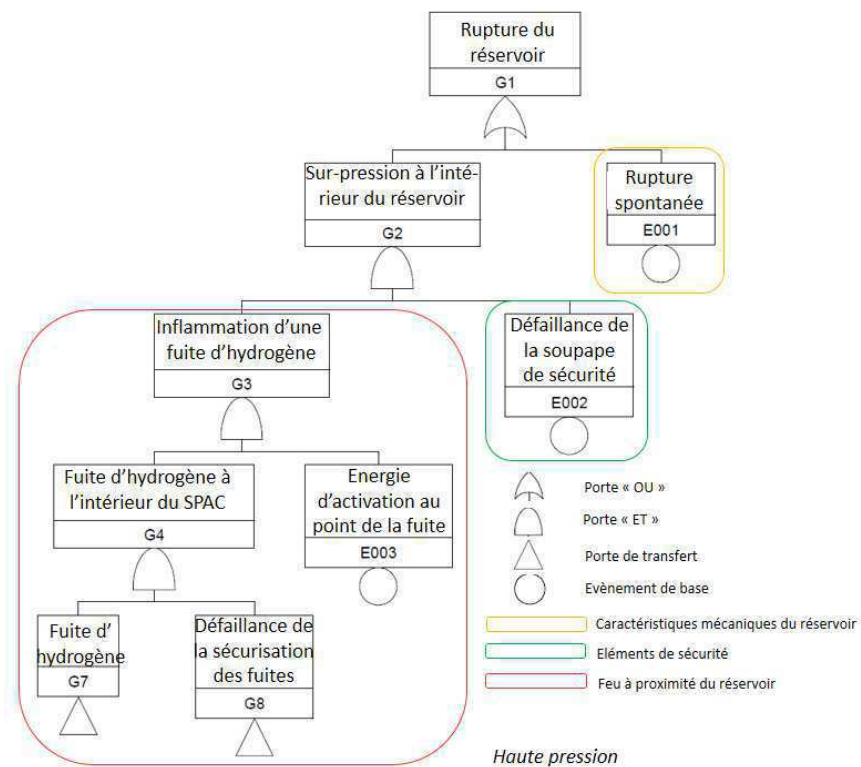 Rupture du
réservoir
G1
Sur-pression à l'inté-
rieur du réservoir
G2
Rupture
spontanée
E001
Inflammation d'une
fuite d'hydrogène
G3
Défaillance de
la soupape
de sécurité
E002
Fuite d'hydrogène à
l'intérieur du SPAC
G4
Energie
d'activation au
point de la fuite
E003
Fuite d'
hydrogène
G7
Défaillance de
la sécurisation
des fuites
G8
Porte « OU »
Porte « ET »
Porte de transfert
Evènement de base
Caractéristiques mécaniques du réservoir
Eléments de sécurité
Feu à proximité du réservoir
Haute pression